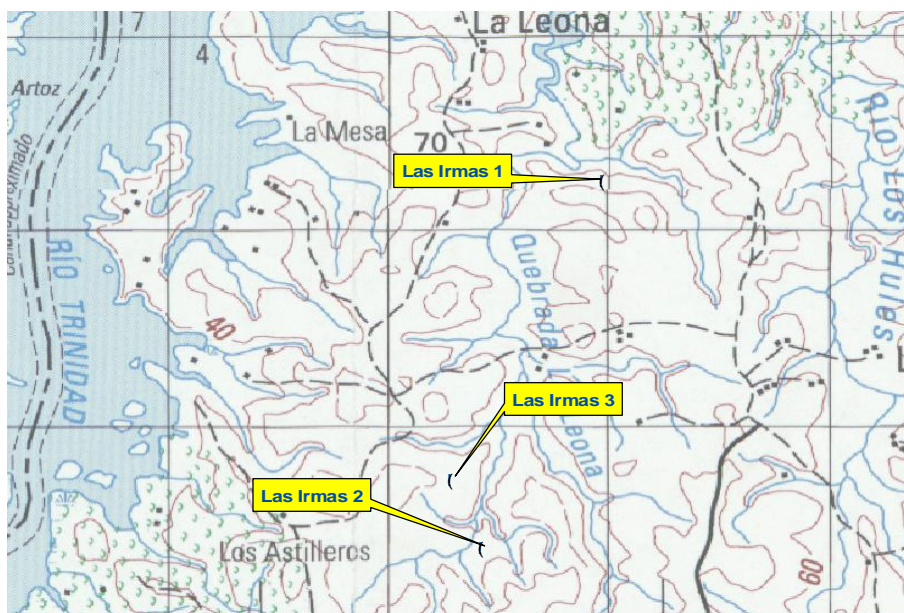 7
La Leona
4
Artoz
La Mesa
70
Las Irmas 1
RÍO LOS HULES
RÍO TRINIDAD
Quebrada
Leona
40
Las Irmas 3
Las Irmas 2
Los Astilleros
60